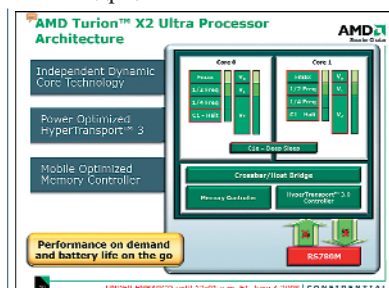 AMD Turion™ X2 Ultra Processor
Architecture
AMD
Independent Dynamic
Core Technology
Power Optimized
HyperTransport™ 3
Mobile Optimized
Memory Controller
Performance on demand
and battery life on the go
Core 0
Core 1
1/2 Freq
1/4 Freq
C1 - Halt
1/2 Freq
1/4 Freq
C1 - Halt
Deep Sleep
Crossbar/Host Bridge
Memory Controller
HyperTransport™ 3.0
Controller
RS780M
CONFIDENTIAL